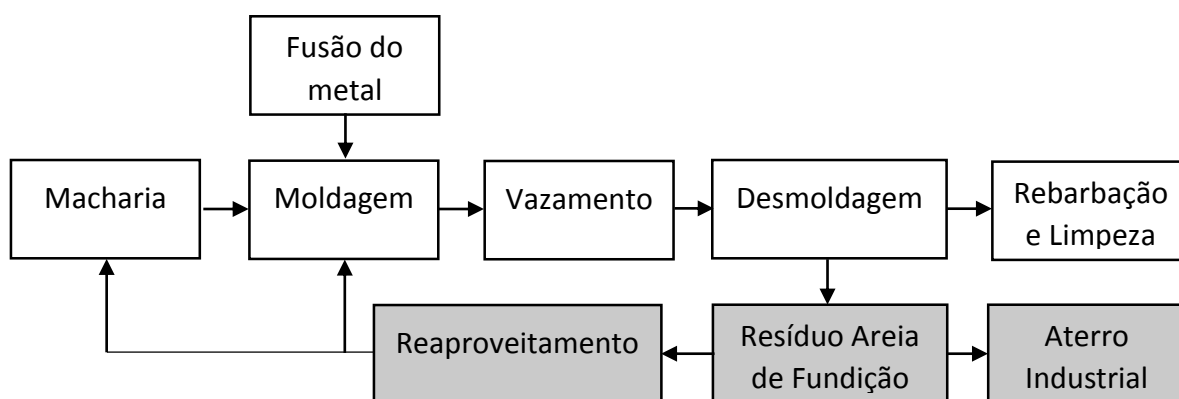 Fusão do
metal
Macharia
Moldagem
Vazamento
Desmoldagem
Rebarbação
e Limpeza
Reaproveitamento
Resíduo Areia
de Fundição
Aterro
Industrial